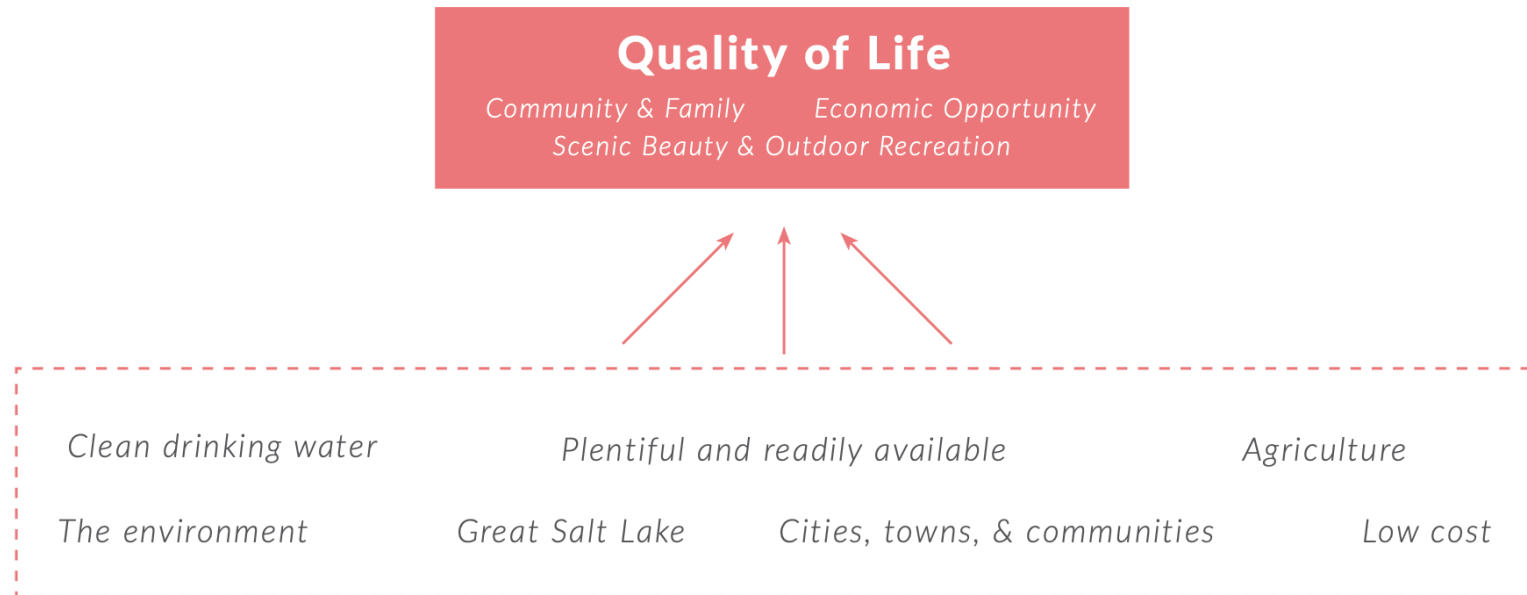 Quality of Life
Community & Family Economic Opportunity
Scenic Beauty & Outdoor Recreation
Clean drinking water Plentiful and readily available Agriculture
The environment Great Salt Lake Cities, towns, & communities Low cost